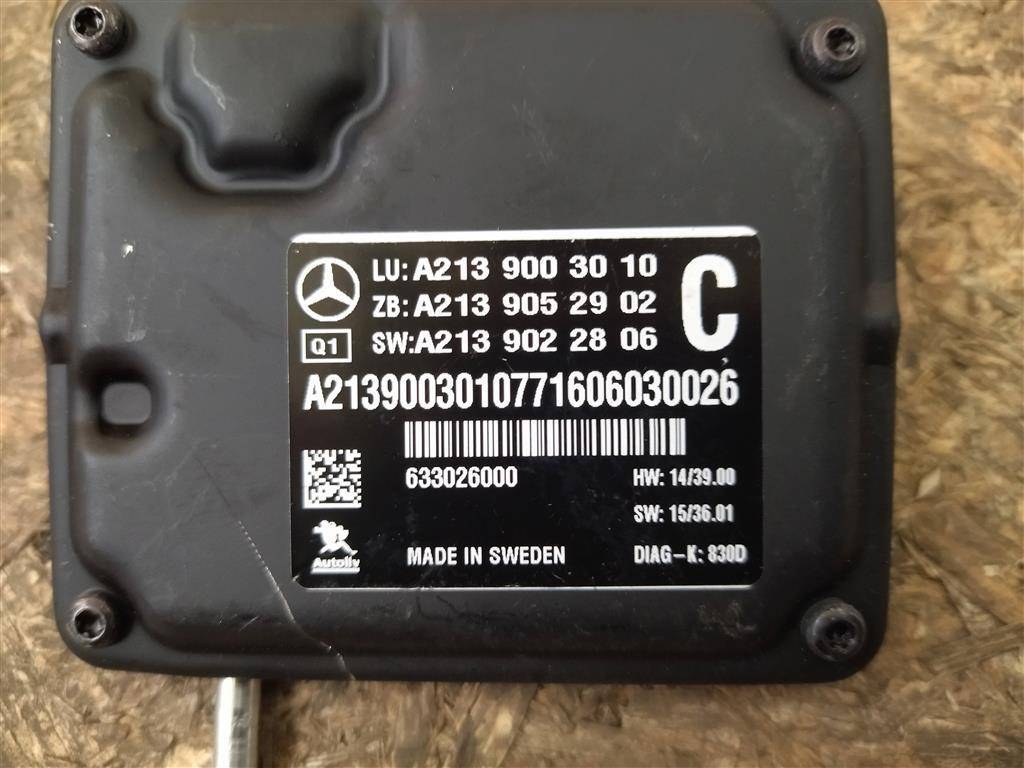 LU: A213 900 30 10
ZB: A213 905 29 02
C
Q1
SW: A213 902 28 06
A2139003010771606030026
633026000
HW: 14/39.00
SW: 15/36.01
Autoliv
MADE IN SWEDEN
DIAG-K: 830D